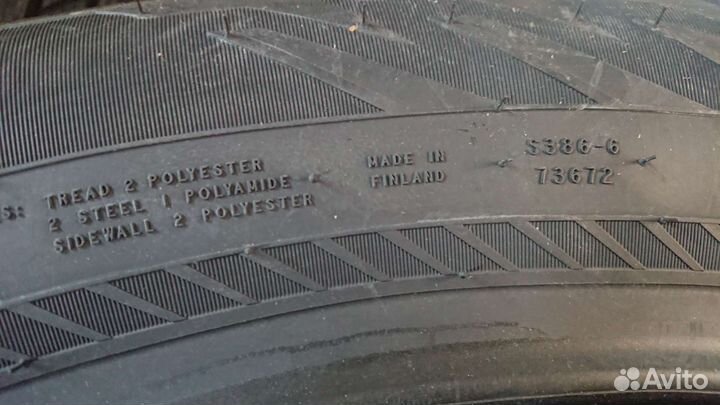 S: TREAD 2 POLYESTER
2 STEEL 1 POLYAMIDE
SIDEWALL 2 POLYESTER
MADE IN
FINLAND
S386-6
73672
Avito